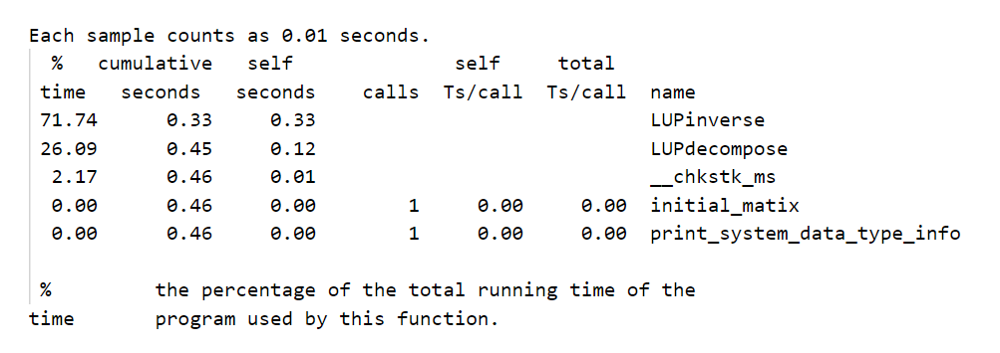 Each sample counts as 0.01 seconds.
% cumulative self self total
time seconds seconds calls Ts/call Ts/call name
71.74 0.33 0.33 LUPinverse
26.09 0.45 0.12 LUPdecompose
2.17 0.46 0.01 __chkstk_ms
0.00 0.46 0.00 1 0.00 0.00 initial_matix
0.00 0.46 0.00 1 0.00 0.00 print_system_data_type_info
% the percentage of the total running time of the
time program used by this function.